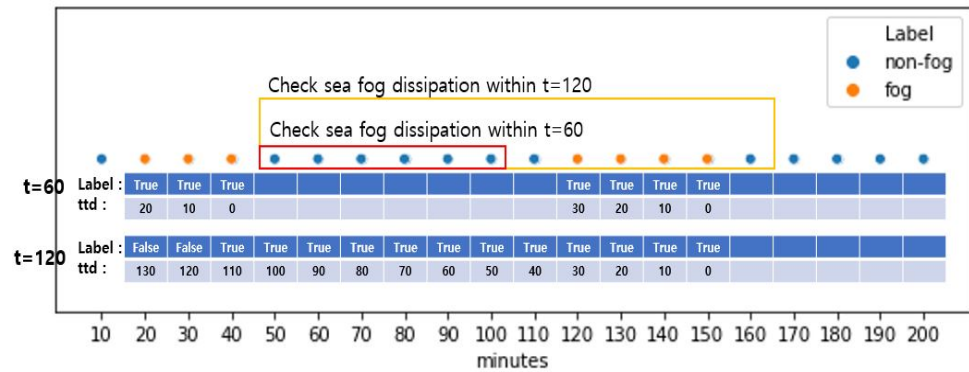 Label
non-fog
fog
Check sea fog dissipation within t=120
Check sea fog dissipation within t=60
t=60
Label : True True True True True True True
ttd : 20 10 0 30 20 10 0
t=120
Label : False False True True True True True True True True True True True True
ttd : 130 120 110 100 90 80 70 60 50 40 30 20 10 0
10 20 30 40 50 60 70 80 90 100 110 120 130 140 150 160 170 180 190 200
minutes